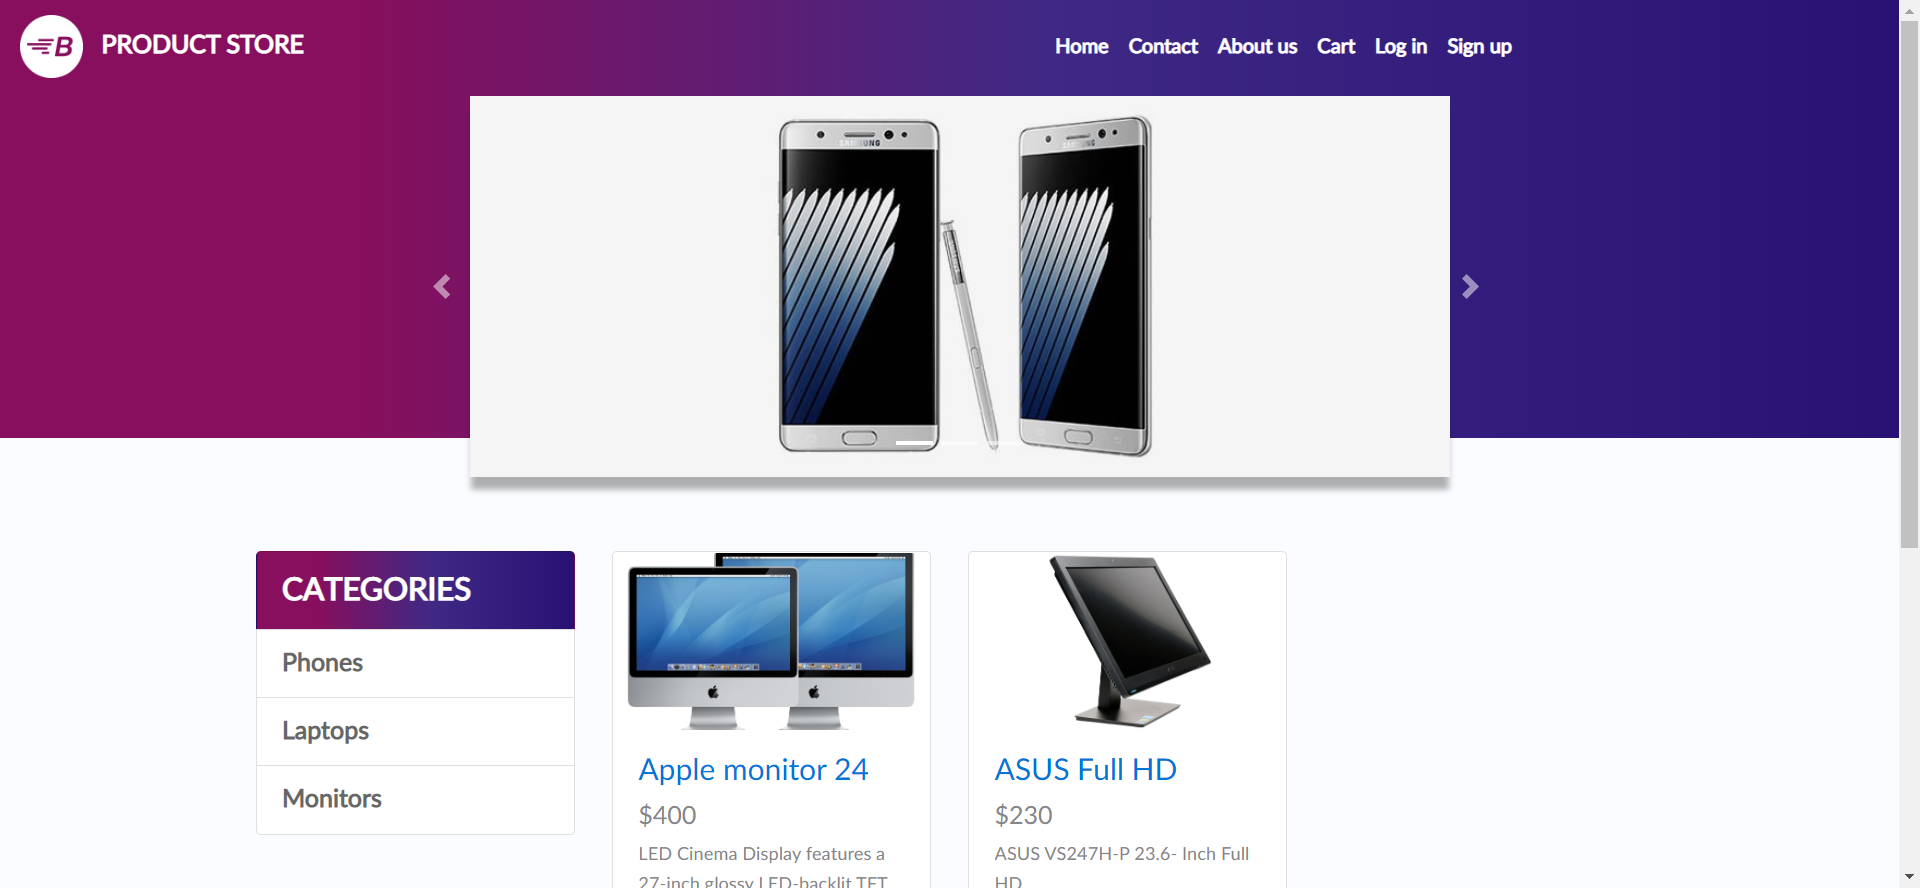 B PRODUCT STORE
Home Contact About us Cart Log in Sign up
SAMSUNG
CATEGORIES
Phones
Laptops
Monitors
Apple monitor 24
$400
LED Cinema Display features a
27-inch glossy LED-backlit TFT
ASUS Full HD
$230
ASUS VS247H-P 23.6- Inch Full
HD